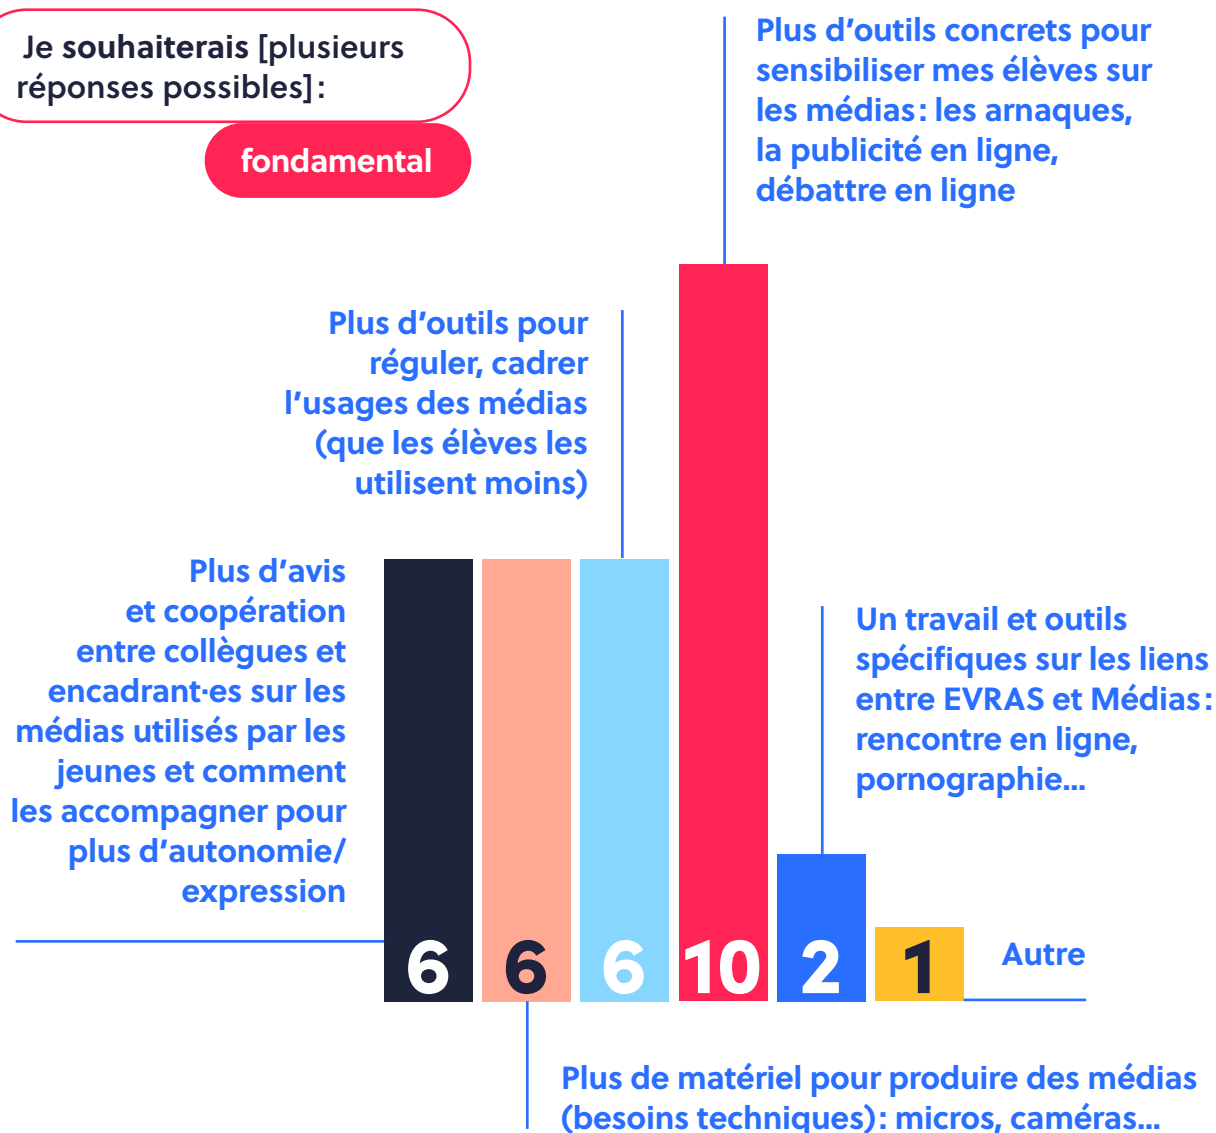 Je souhaiterais [plusieurs
réponses possibles] :
fondamental
Plus d’outils concrets pour
sensibiliser mes élèves sur
les médias : les arnaques,
la publicité en ligne,
débattre en ligne
Plus d’outils pour
réguler, cadrer
l’usages des médias
(que les élèves les
utilisent moins)
Plus d’avis
et coopération
entre collègues et
encadrant·es sur les
médias utilisés par les
jeunes et comment
les accompagner pour
plus d’autonomie/
expression
Un travail et outils
spécifiques sur les liens
entre EVRAS et Médias :
rencontre en ligne,
pornographie...
6 6 6 10 2 1
Autre
Plus de matériel pour produire des médias
(besoins techniques) : micros, caméras...